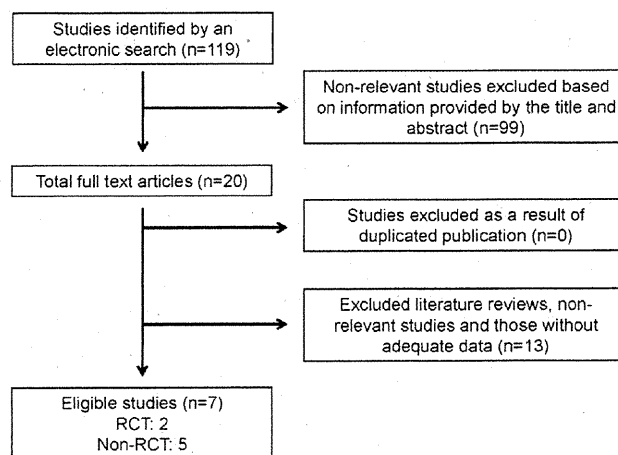 Studies identified by an
electronic search (n=119)
Non-relevant studies excluded based
on information provided by the title and
abstract (n=99)
Total full text articles (n=20)
Studies excluded as a result of
duplicated publication (n=0)
Excluded literature reviews, non-
relevant studies and those without
adequate data (n=13)
Eligible studies (n=7)
RCT: 2
Non-RCT: 5